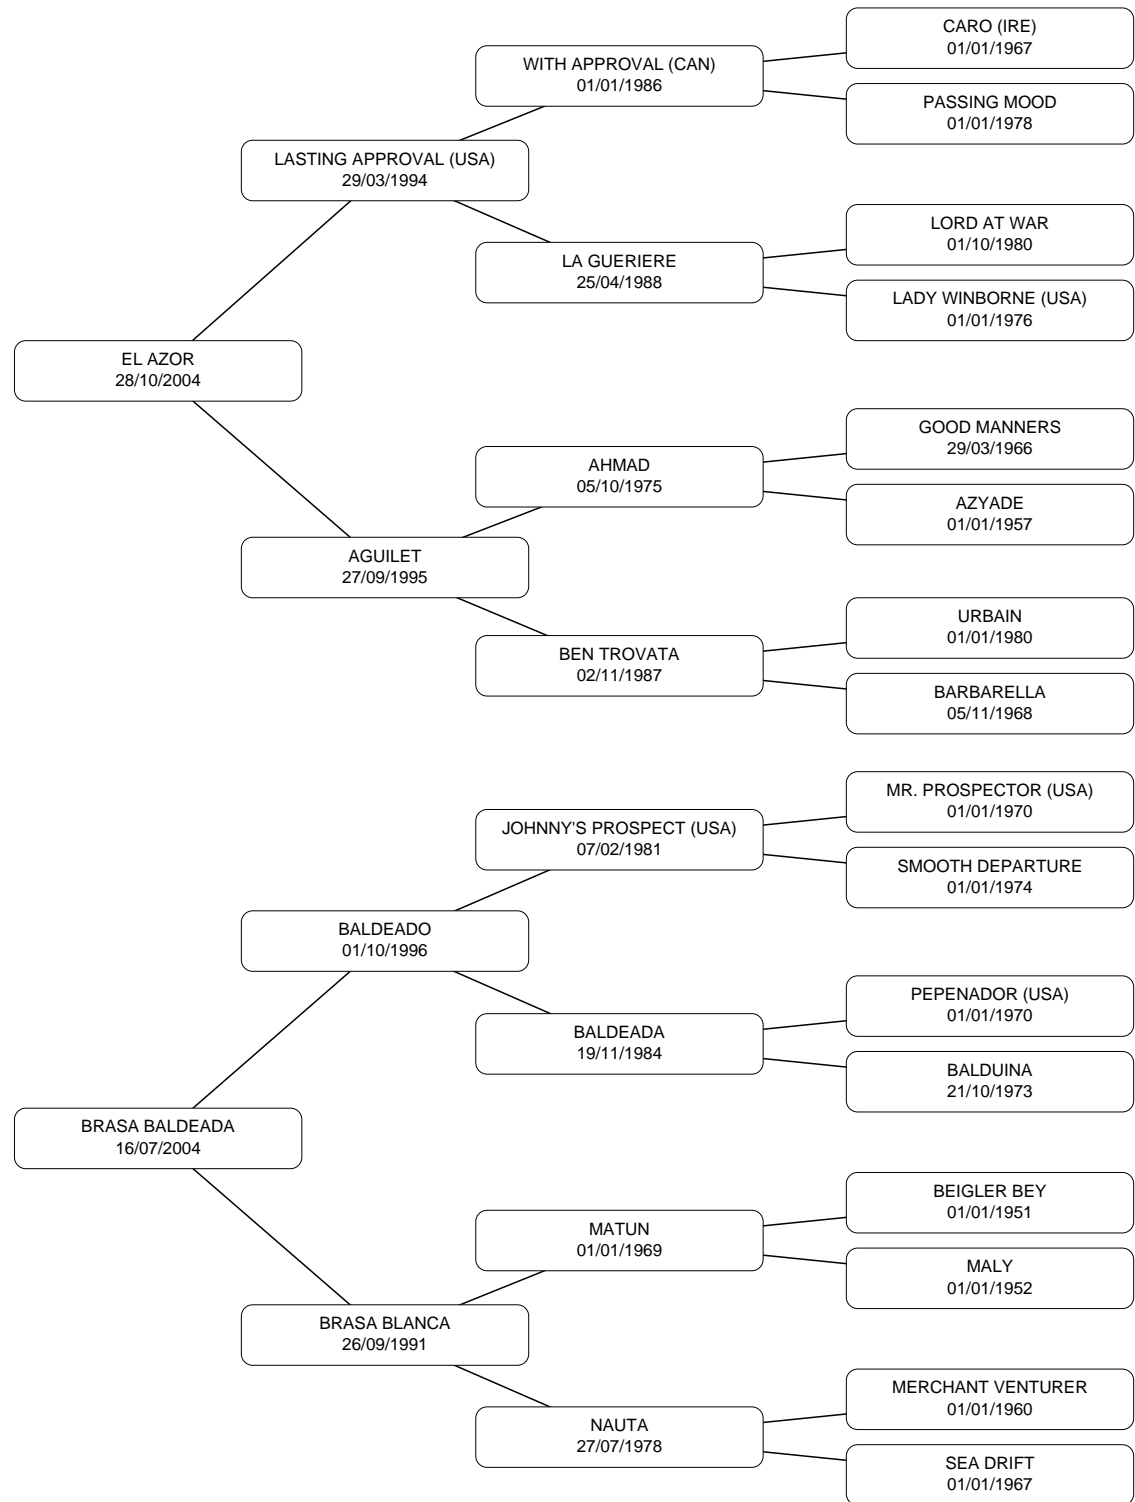 CARO (IRE)
01/01/1967
WITH APPROVAL (CAN)
01/01/1986
PASSING MOOD
01/01/1978
LASTING APPROVAL (USA)
29/03/1994
LORD AT WAR
01/10/1980
LA GUERIERE
25/04/1988
LADY WINBORNE (USA)
01/01/1976
EL AZOR
28/10/2004
GOOD MANNERS
29/03/1966
AHMAD
05/10/1975
AZYADE
01/01/1957
AGUILET
27/09/1995
URBAIN
01/01/1980
BEN TROVATA
02/11/1987
BARBARELLA
05/11/1968
MR. PROSPECTOR (USA)
01/01/1970
JOHNNY'S PROSPECT (USA)
07/02/1981
SMOOTH DEPARTURE
01/01/1974
BALDEADO
01/10/1996
PEPENADOR (USA)
01/01/1970
BALDEADA
19/11/1984
BALDUINA
21/10/1973
BRASA BALDEADA
16/07/2004
BEIGLER BEY
01/01/1951
MATUN
01/01/1969
MALY
01/01/1952
BRASA BLANCA
26/09/1991
MERCHANT VENTURER
01/01/1960
NAUTA
27/07/1978
SEA DRIFT
01/01/1967